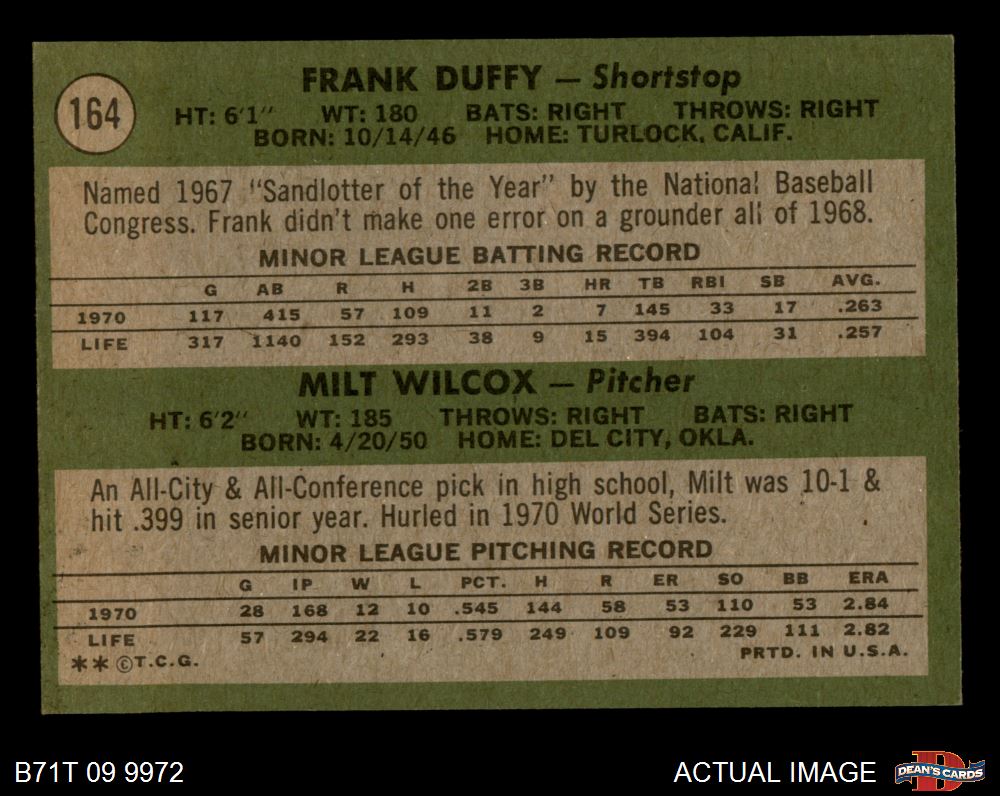 164
FRANK DUFFY — Shortstop
HT: 6'1" WT: 180 BATS: RIGHT THROWS: RIGHT
BORN: 10/14/46 HOME: TURLOCK, CALIF.
Named 1967 "Sandlotter of the Year" by the National Baseball
Congress. Frank didn't make one error on a grounder all of 1968.
MINOR LEAGUE BATTING RECORD
G AB R H 2B 3B HR TB RBI SB AVG.
1970 117 415 57 109 11 2 7 145 33 17 .263
LIFE 317 1140 152 293 38 9 15 394 104 31 .257
MILT WILCOX — Pitcher
HT: 6'2" WT: 185 THROWS: RIGHT BATS: RIGHT
BORN: 4/20/50 HOME: DEL CITY, OKLA.
An All-City & All-Conference pick in high school, Milt was 10-1 &
hit .399 in senior year. Hurled in 1970 World Series.
MINOR LEAGUE PITCHING RECORD
G IP W L PCT. H R ER SO BB ERA
1970 28 168 12 10 .545 144 58 53 110 53 2.84
LIFE 57 294 22 16 .579 249 109 92 229 111 2.82
** ©T.C.G. PRTD. IN U.S.A.
B71T 09 9972 ACTUAL IMAGE D DEAN'S CARDS